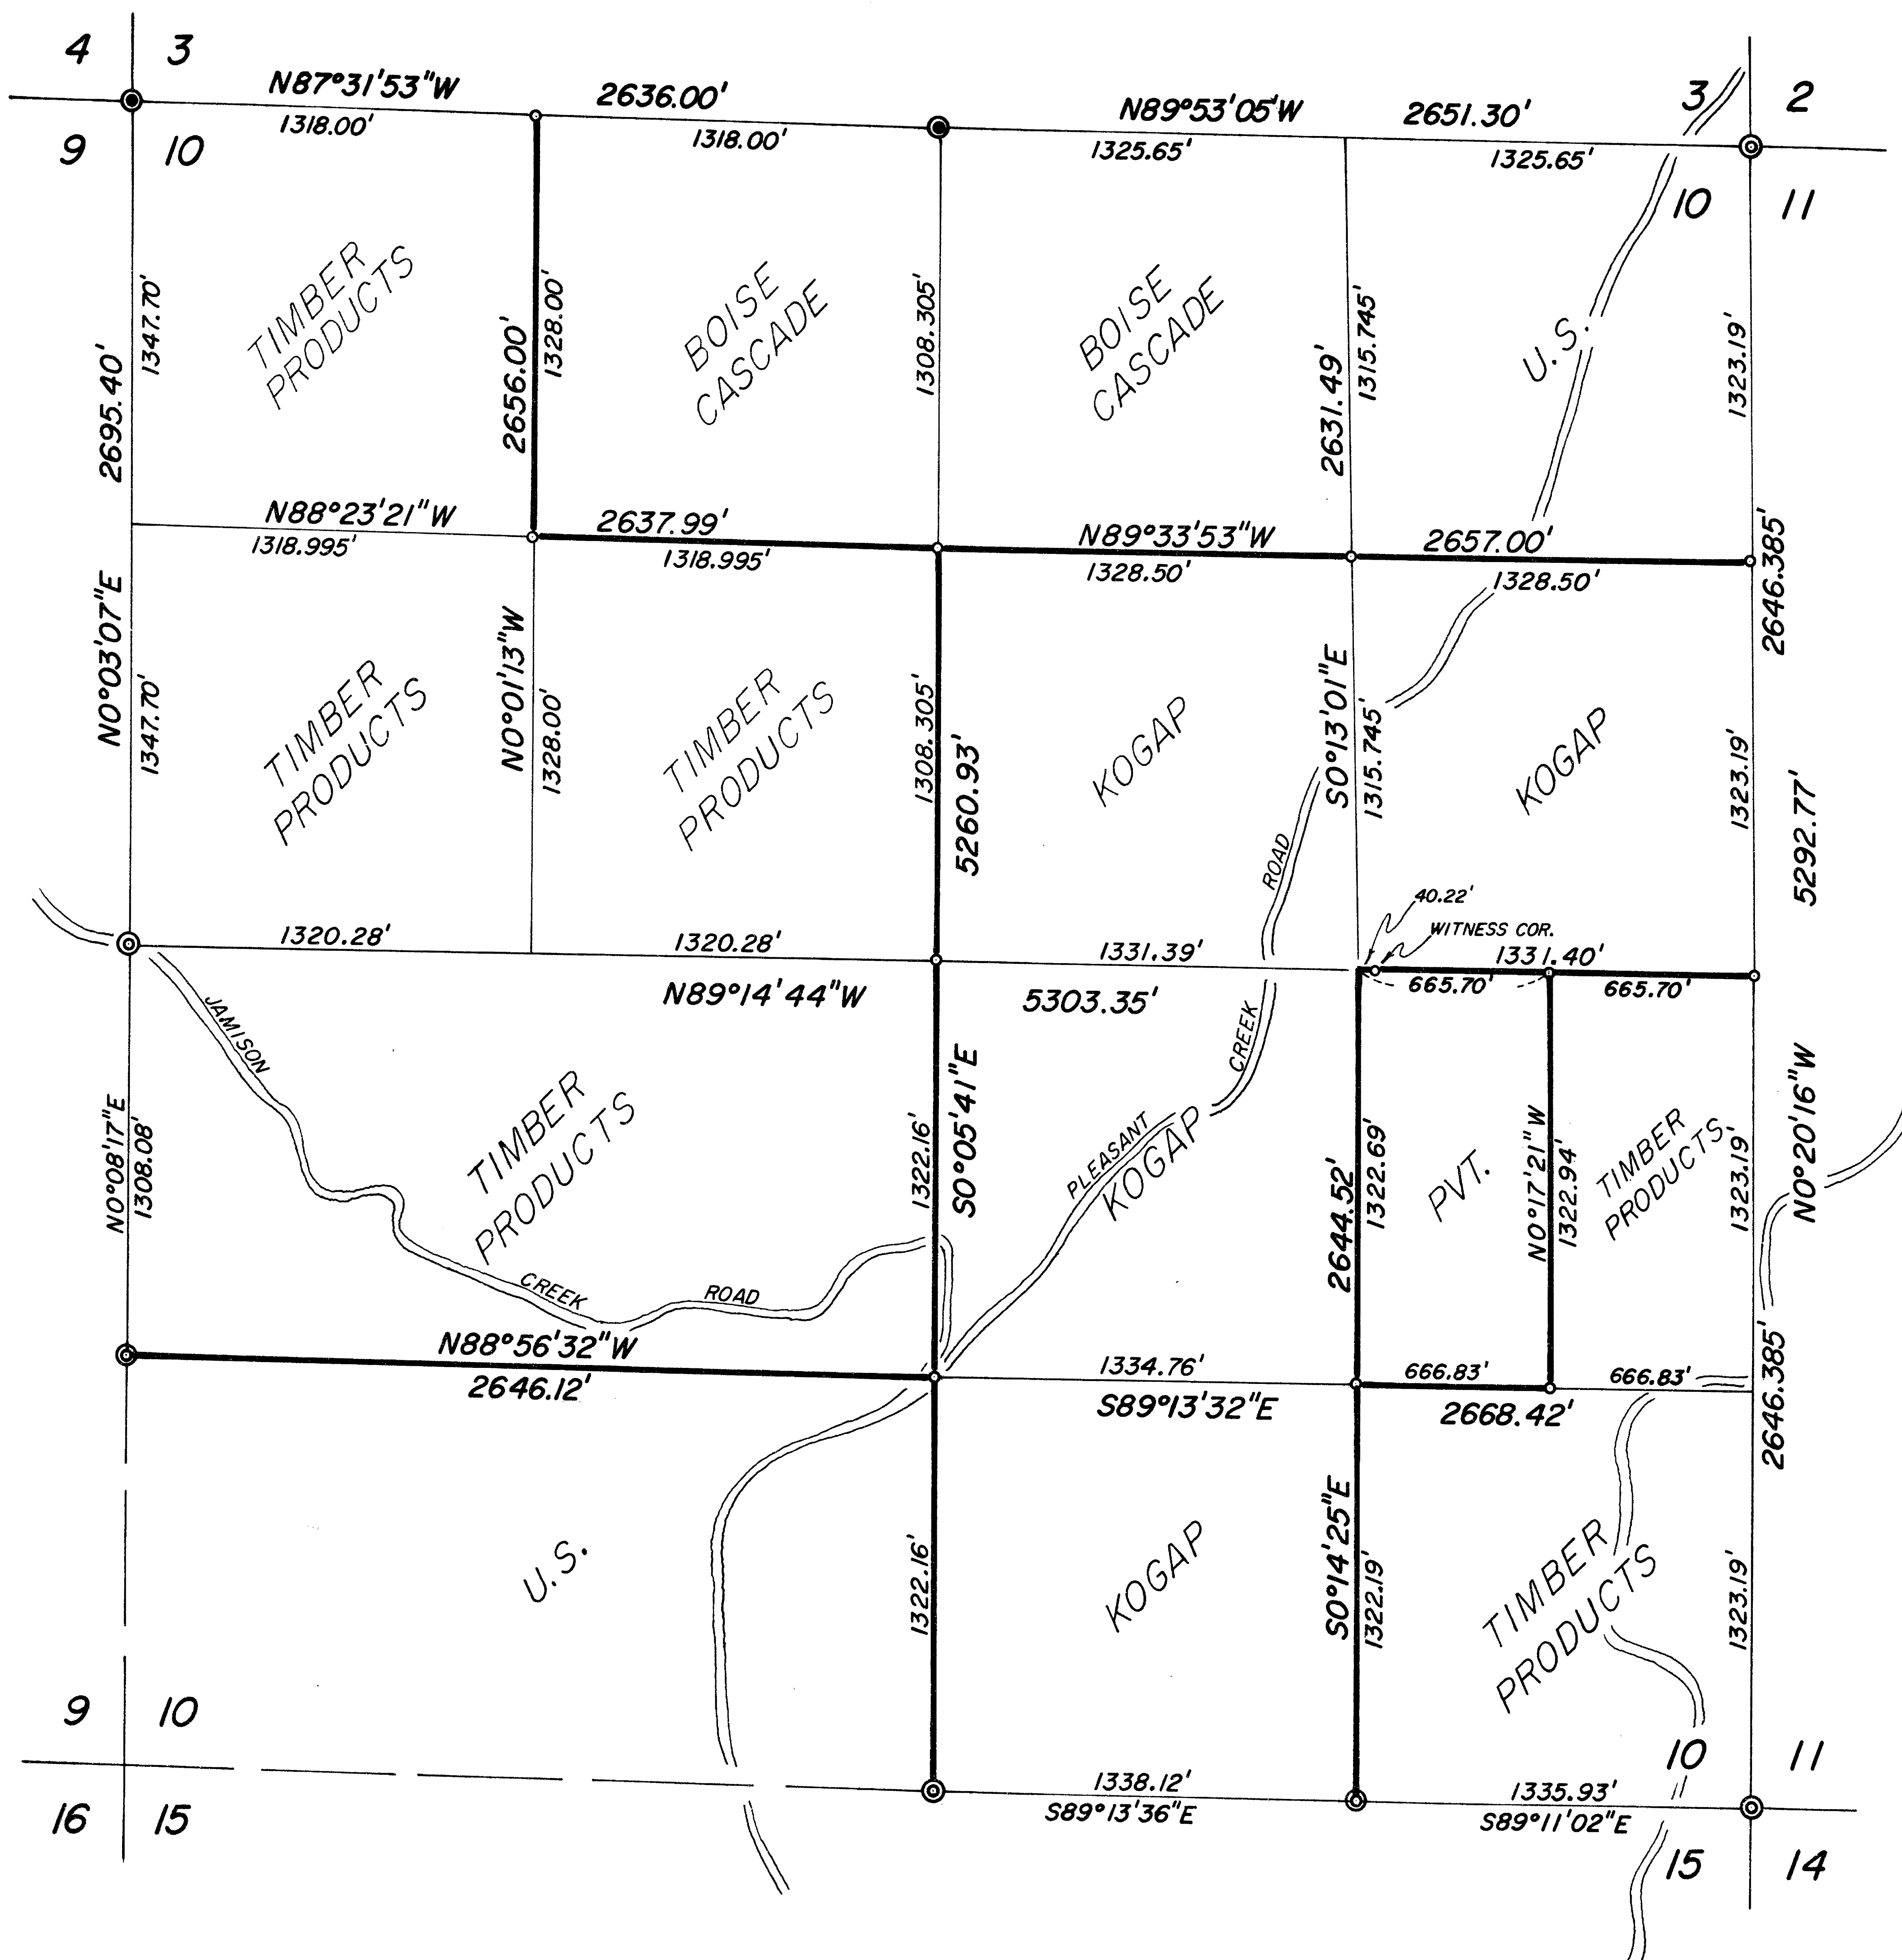 4 3
N87°31'53"W 2636.00' N89°53'05"W 2651.30' 3 2
1318.00' 1318.00' 1325.65' 1325.65'
9 10 10 11
TIMBER
PRODUCTS
BOISE
CASCADE
BOISE
CASCADE
U.S.
1347.70'
2695.40'
2656.00'
1328.00'
1308.305'
2631.49'
1315.745'
1323.19'
N88°23'21"W 2637.99' N89°33'53"W 2657.00'
1318.995' 1318.995' 1328.50' 1328.50'
2646.385'
N0°03'07"E
1347.70'
TIMBER
PRODUCTS
N0°01'13"W
1328.00'
TIMBER
PRODUCTS
1308.305'
5260.93'
KOGAP
S0°13'01"E
1315.745'
KOGAP
1323.19'
5292.77'
ROAD
40.22'
WITNESS COR.
1320.28' 1320.28' 1331.39' 1331.40'
665.70' 665.70'
N89°14'44"W 5303.35'
JAMISON
CREEK
N0°08'17"E
1308.08'
TIMBER
PRODUCTS
1322.16'
S0°05'41"E
PLEASANT
KOGAP
2644.52'
1322.69'
PVT.
N0°17'21"W
1322.94'
TIMBER
PRODUCTS
1323.19'
N0°20'16"W
CREEK
ROAD
N88°56'32"W
2646.12'
1334.76' 666.83' 666.83'
S89°13'32"E 2668.42'
2646.385'
U.S.
1322.16'
KOGAP
S0°14'25"E
1322.19'
TIMBER
PRODUCTS
1323.19'
9 10 10 11
1338.12' 1335.93'
S89°13'36"E S89°11'02"E
16 15 15 14